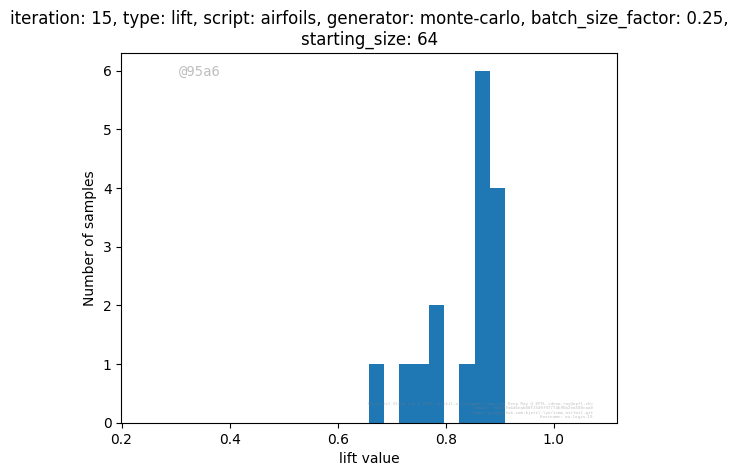 iteration: 15, type: lift, script: airfoils, generator: monte-carlo, batch_size_factor: 0.25,
starting_size: 64
@95a6
6
5
4
3
2
1
0
Number of samples
0.2 0.4 0.6 0.8 1.0
lift value